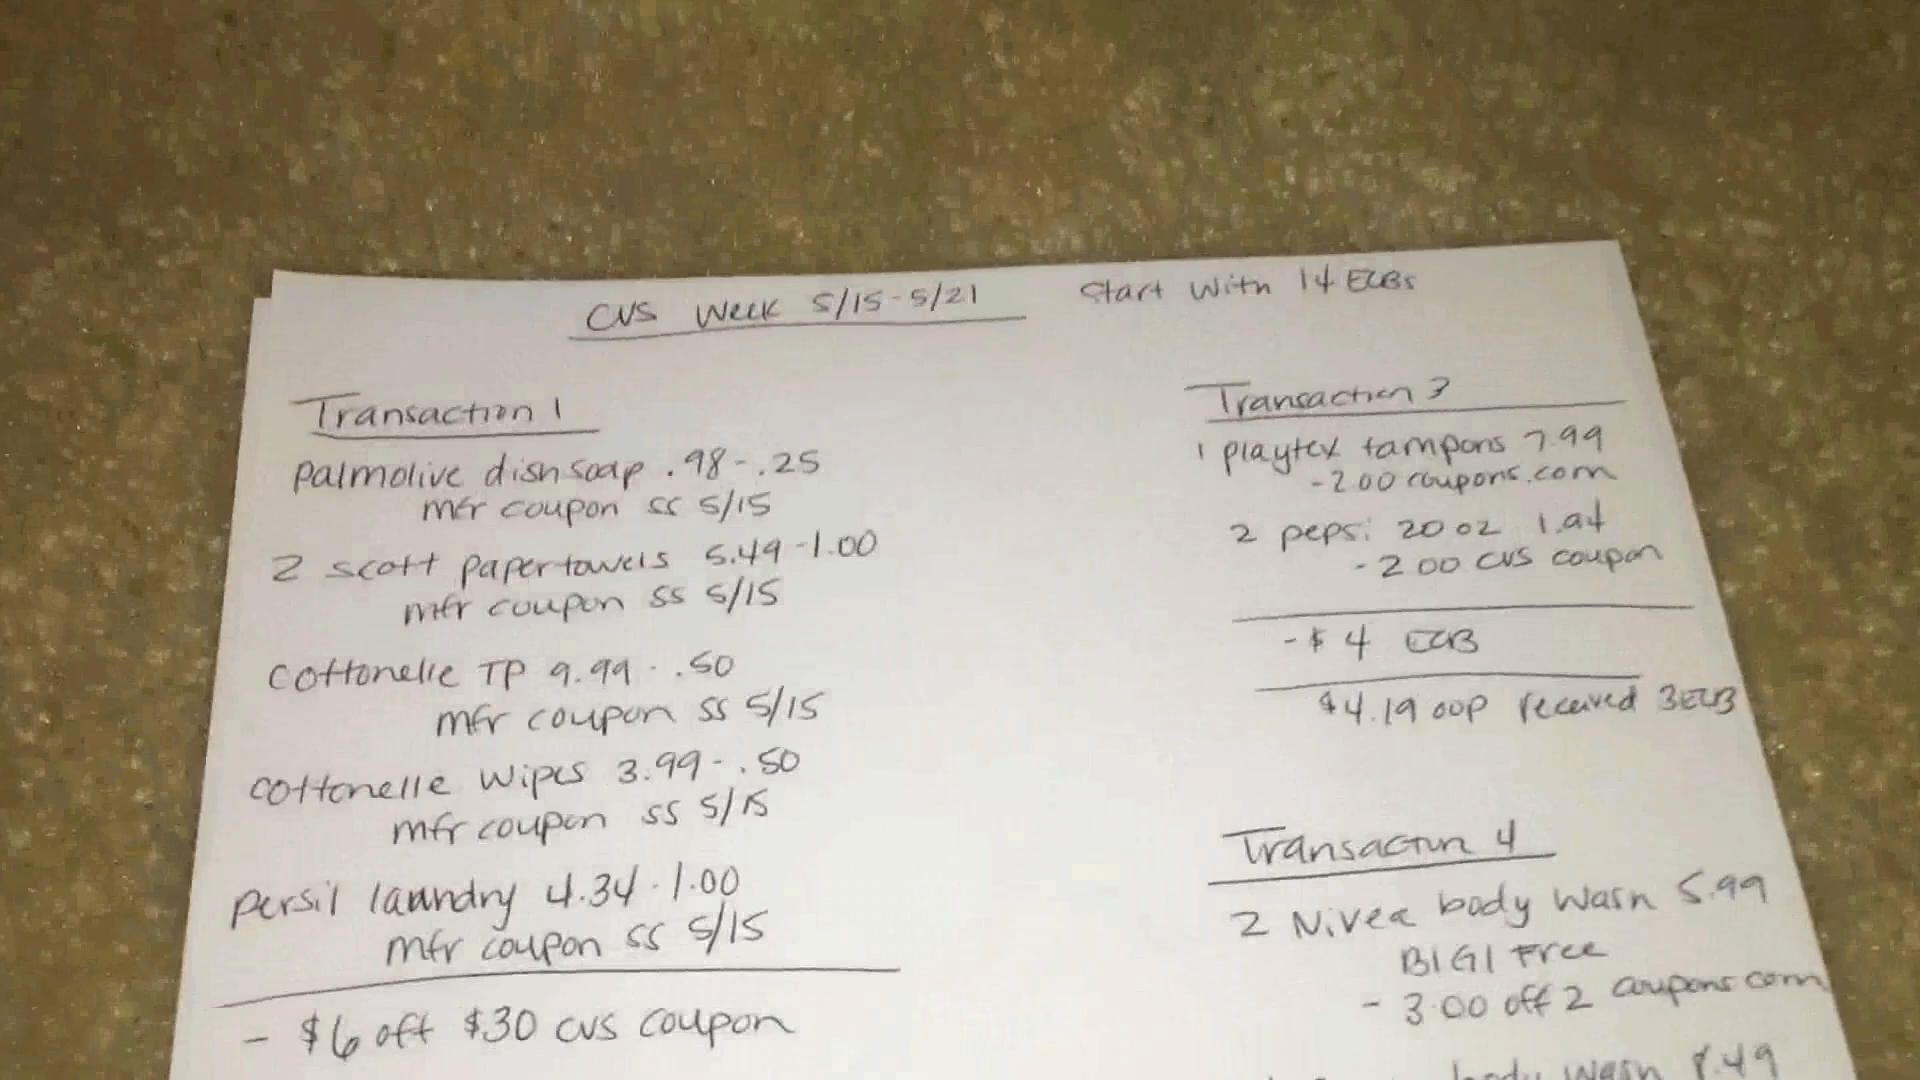 CVS Week 5/15-5/21
Start with 14 ECBs
Transaction 1
Palmolive dish soap .98-.25
mfr coupon SS 5/15
2 scott papertowels 5.49-1.00
mfr coupon SS 5/15
Cottonelle TP 9.99-.50
mfr coupon SS 5/15
Cottonelle Wipes 3.99-.50
mfr coupon SS 5/15
persil laundry 4.34-1.00
mfr coupon SS 5/15
- $6 off $30 CVS coupon
Transaction 3
1 playtex tampons 7.99
-2.00 coupons.com
2 pepsi 20 oz 1.94
-2.00 CVS coupon
-$4 ECB
$4.19 oop received 3ECB
Transaction 4
2 Nivea body wash 5.99
B1G1 Free
- 3.00 off 2 coupons.com
body wash 8.49